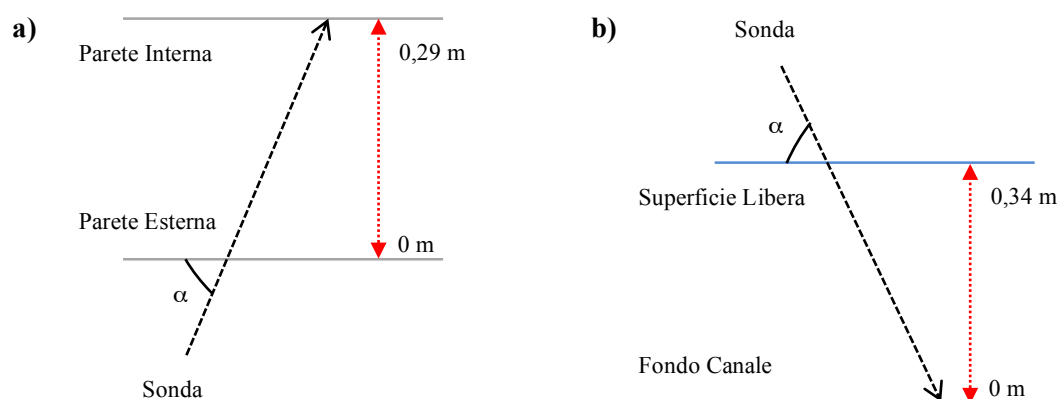 a)
Parete Interna
0,29 m
Parete Esterna
0 m
α
Sonda
b)
Sonda
α
Superficie Libera
0,34 m
Fondo Canale
0 m